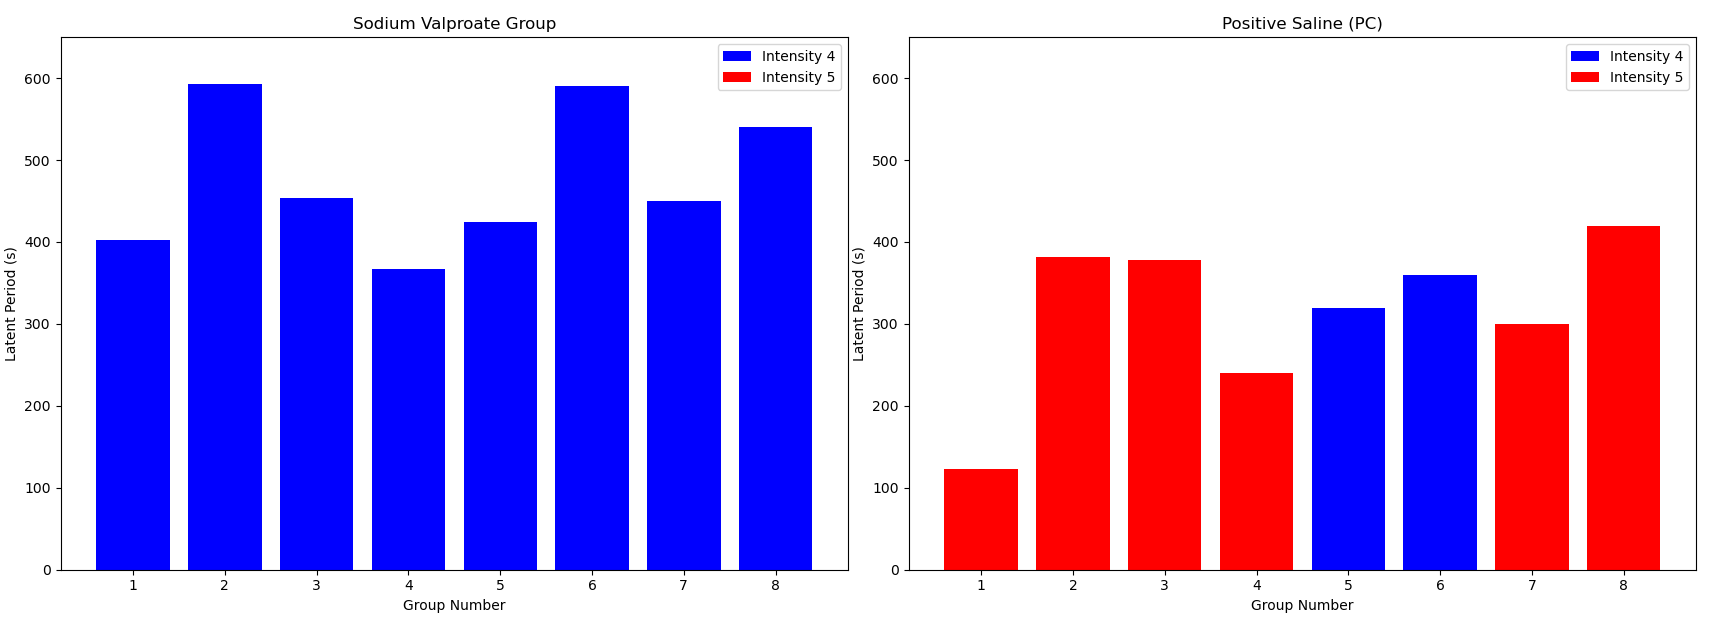 Sodium Valproate Group
Intensity 4
Intensity 5
Latent Period (s)
600
500
400
300
200
100
0
1 2 3 4 5 6 7 8
Group Number
Positive Saline (PC)
Intensity 4
Intensity 5
Latent Period (s)
600
500
400
300
200
100
0
1 2 3 4 5 6 7 8
Group Number